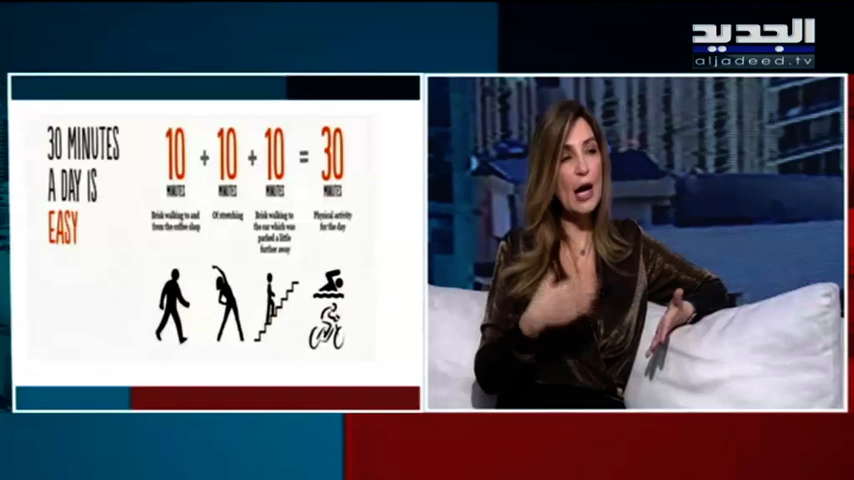 الجديد
aljadeed.tv
30 MINUTES
A DAY IS
EASY
10 + 10 + 10 = 30
MINUTES MINUTES MINUTES MINUTES
Brisk walking to and
from the coffee shop
Of stretching
Brisk walking to
the car which was
parked a little
further away
Physical activity
for the day